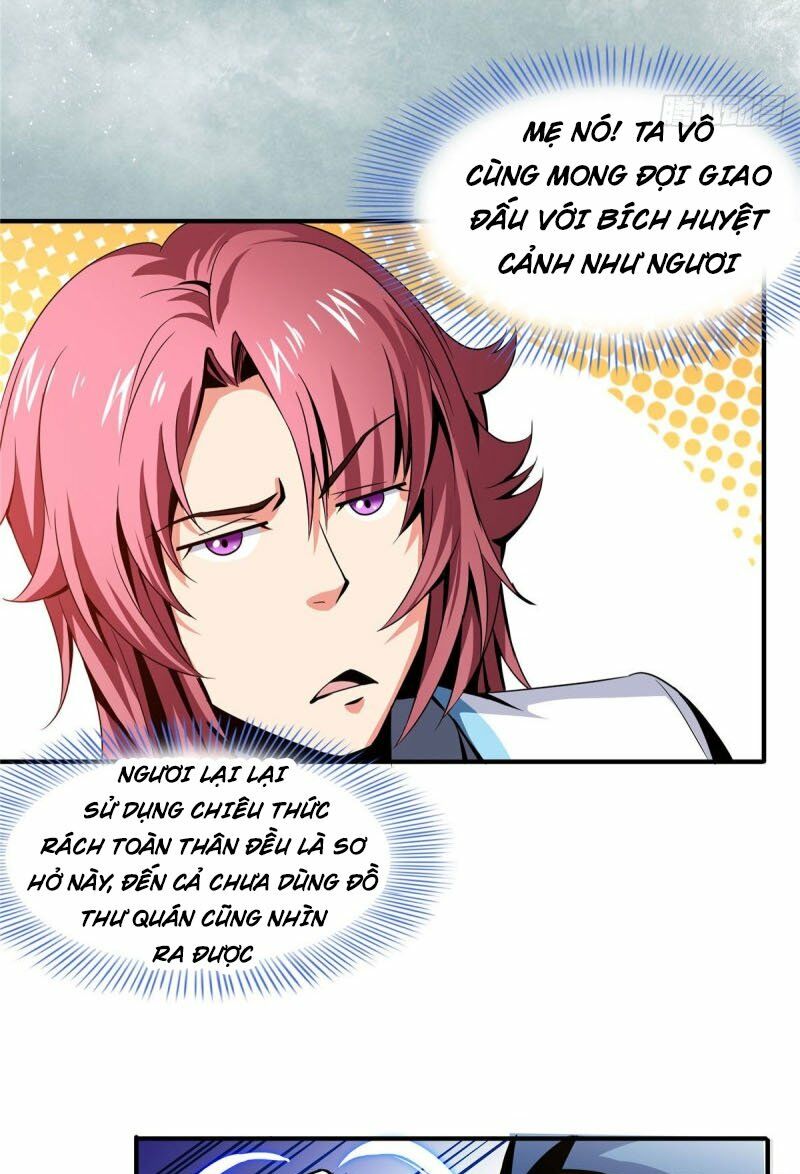 MẸ NÓ! TA VÔ
CÙNG MONG ĐỢI GIAO
ĐẤU VỚI BÍCH HUYỆT
CẢNH NHƯ NGƯƠI
NGƯƠI LẠI LẠI
SỬ DỤNG CHIÊU THỨC
RÁCH TOÀN THÂN ĐỀU LÀ SƠ
HỞ NÀY, ĐẾN CẢ CHƯA DÙNG ĐỒ
THƯ QUÁN CŨNG NHÌN
RA ĐƯỢC